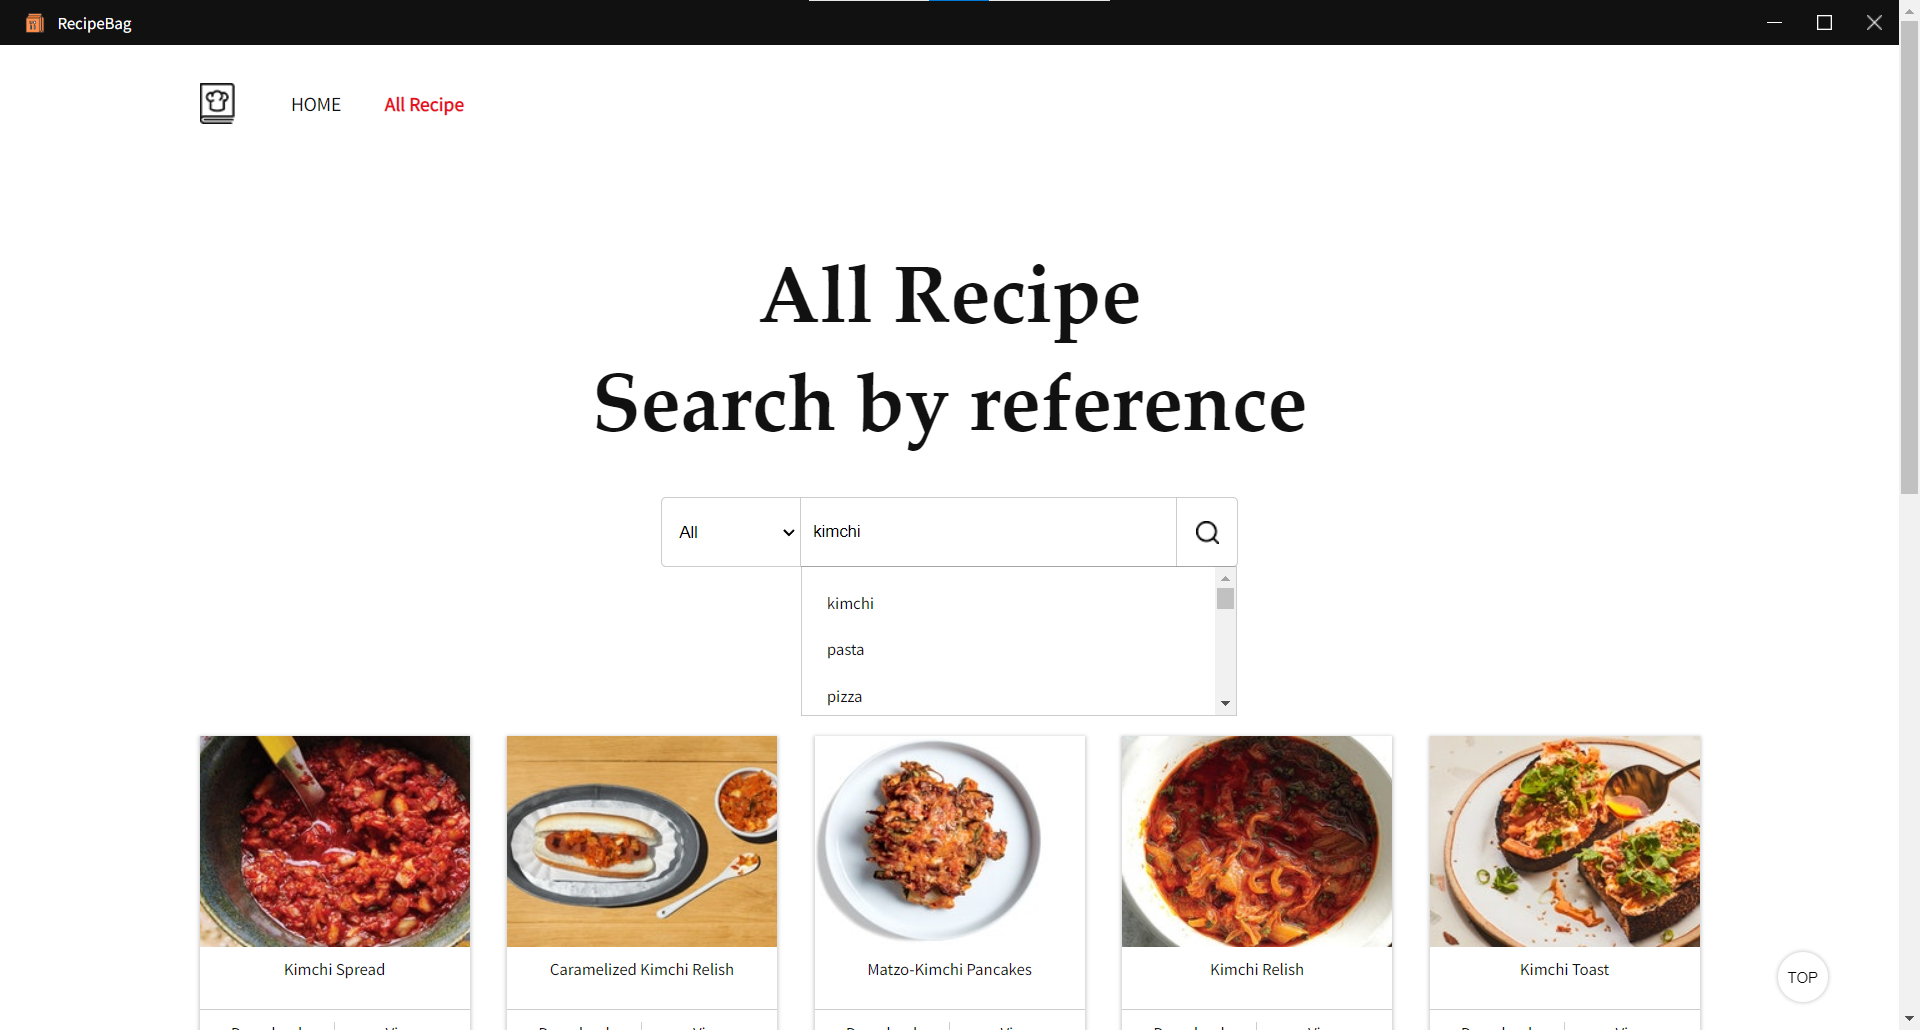 RecipeBag
HOME
All Recipe
All Recipe
Search by reference
All
kimchi
kimchi
pasta
pizza
Kimchi Spread
Caramelized Kimchi Relish
Matzo-Kimchi Pancakes
Kimchi Relish
Kimchi Toast
TOP